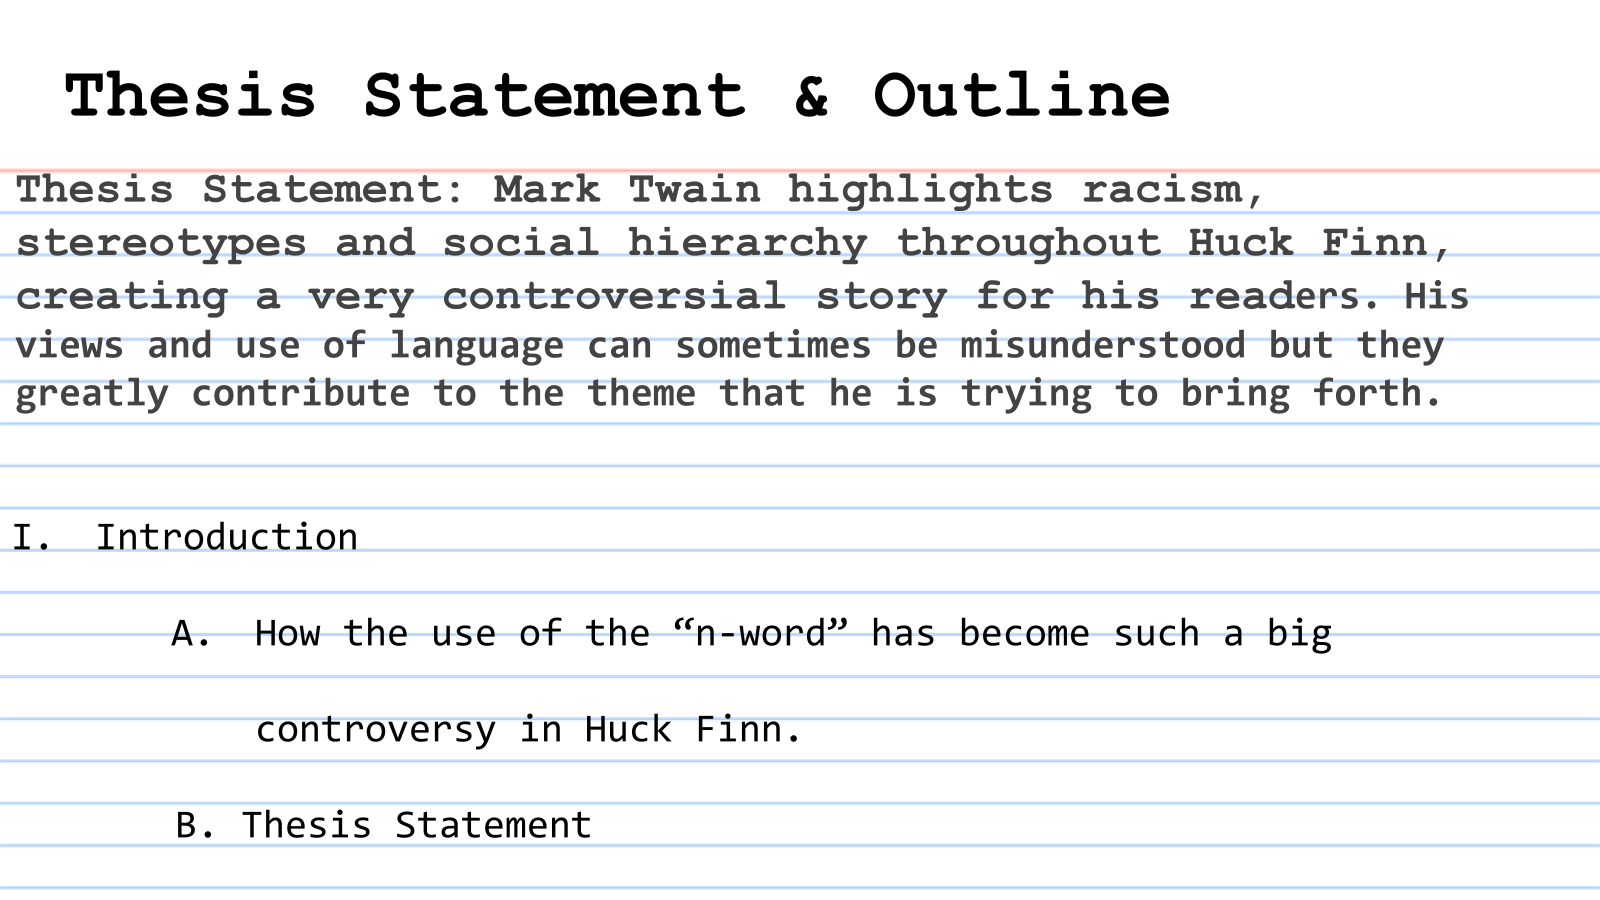 Thesis Statement & Outline
Thesis Statement: Mark Twain highlights racism,
stereotypes and social hierarchy throughout Huck Finn,
creating a very controversial story for his readers. His
views and use of language can sometimes be misunderstood but they
greatly contribute to the theme that he is trying to bring forth.
I. Introduction
A. How the use of the “n-word” has become such a big
controversy in Huck Finn.
B. Thesis Statement